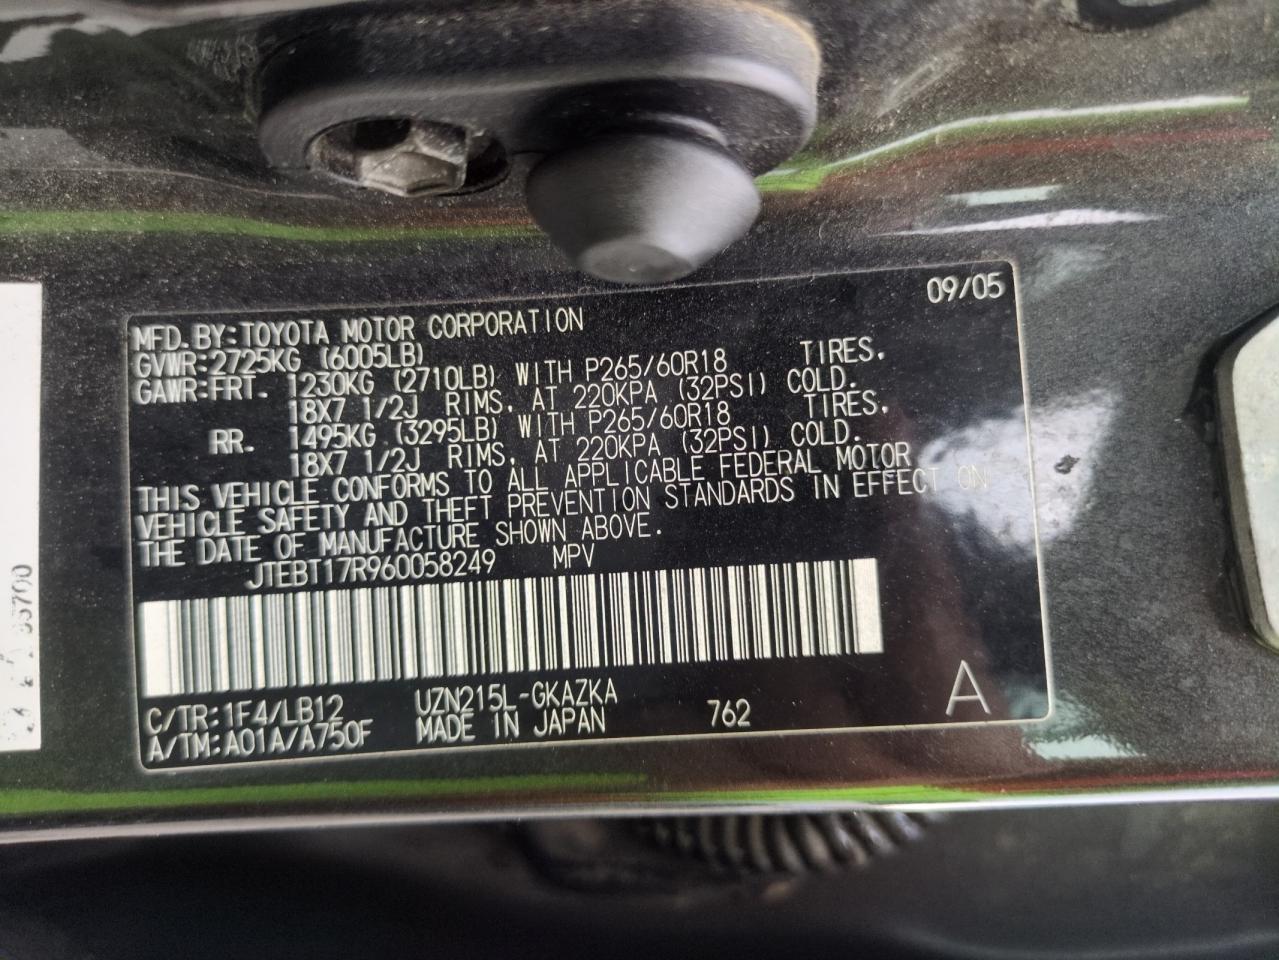 09/05
MFD. BY:TOYOTA MOTOR CORPORATION
GVWR:2725KG (6005LB)
GAWR:FRT. 1230KG (2710LB) WITH P265/60R18 TIRES,
18X7 1/2J RIMS, AT 220KPA (32PSI) COLD.
RR. 1495KG (3295LB) WITH P265/60R18 TIRES,
18X7 1/2J RIMS, AT 220KPA (32PSI) COLD.
THIS VEHICLE CONFORMS TO ALL APPLICABLE FEDERAL MOTOR
VEHICLE SAFETY AND THEFT PREVENTION STANDARDS IN EFFECT ON
THE DATE OF MANUFACTURE SHOWN ABOVE.
JTEBT17R960058249 MPV
C/TR:1F4/LB12 UZN215L-GKAZKA
A/TM:A01A/A750F MADE IN JAPAN 762 A